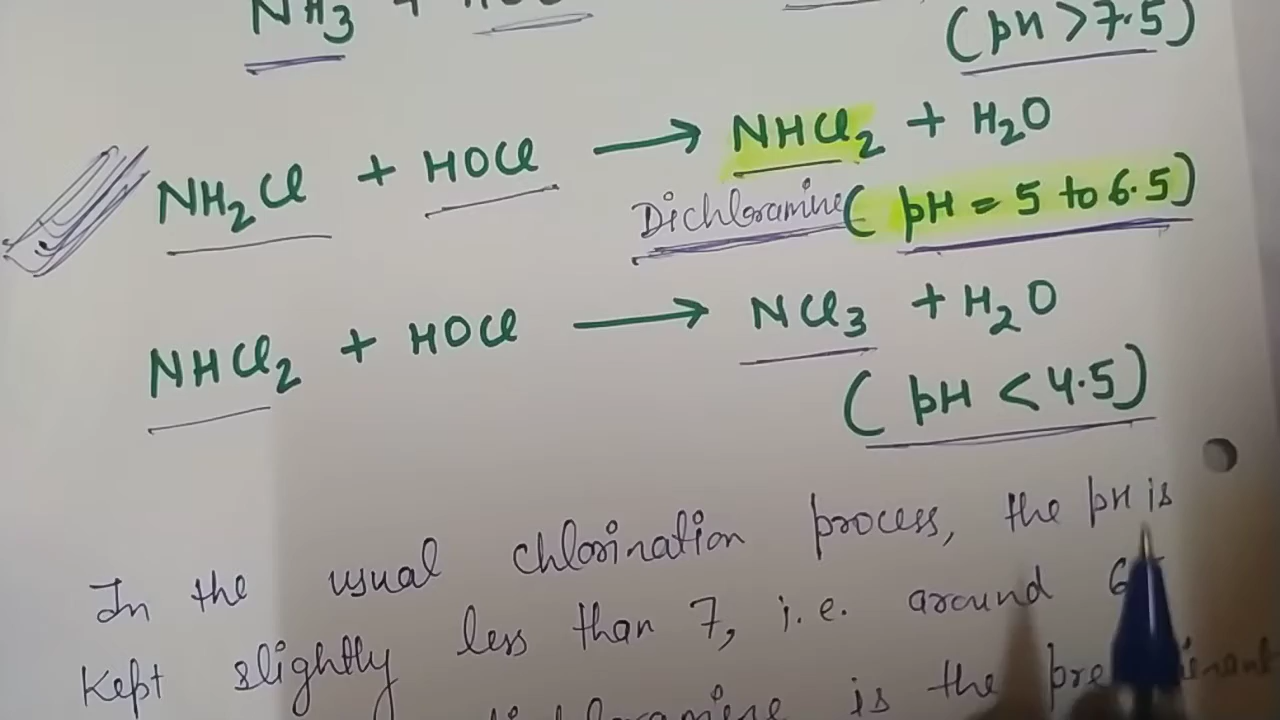 NH3 +
(pH >7.5)
NH2Cl + HOCl → NHCl2 + H2O
Dichloramine ( pH = 5 to 6.5)
NHCl2 + HOCl → NCl3 + H2O
( pH < 4.5)
In the usual chlorination process, the pH is
kept slightly less than 7, i.e. around
is the